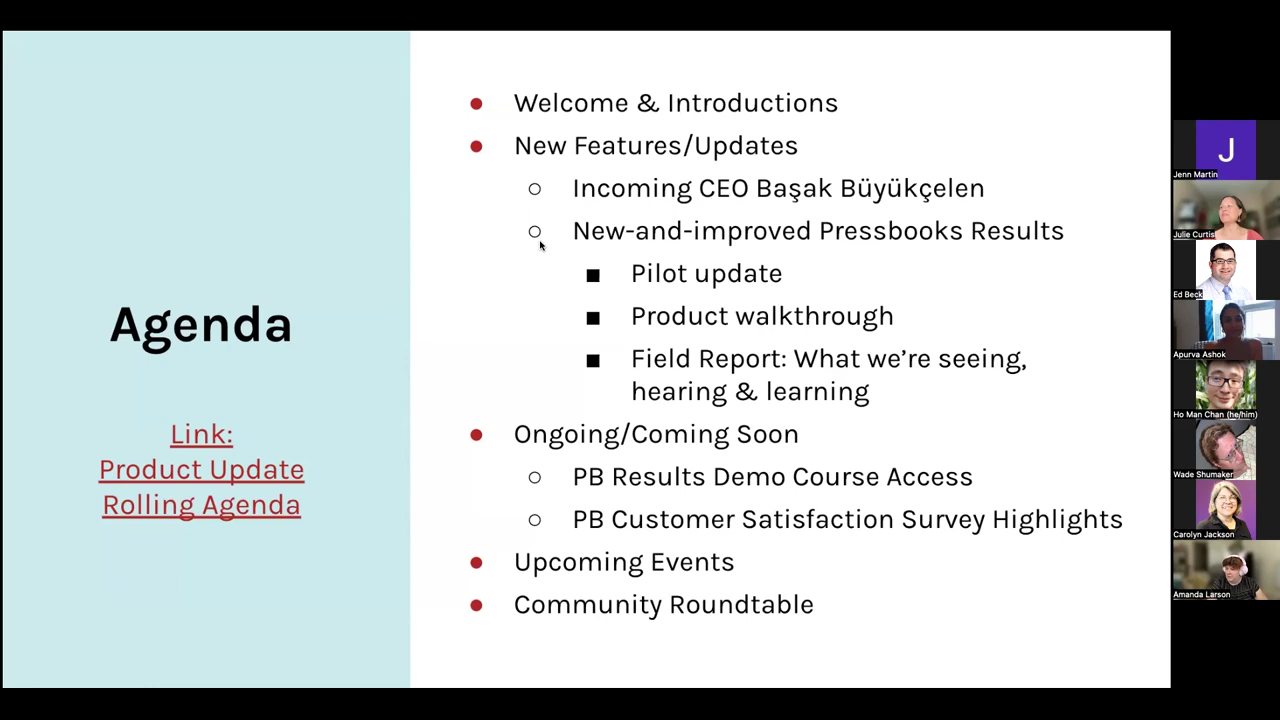 Agenda
Link:
Product Update
Rolling Agenda
Welcome & Introductions
New Features/Updates
Incoming CEO Başak Büyükçelen
New-and-improved Pressbooks Results
Pilot update
Product walkthrough
Field Report: What we’re seeing,
hearing & learning
Ongoing/Coming Soon
PB Results Demo Course Access
PB Customer Satisfaction Survey Highlights
Upcoming Events
Community Roundtable
J
Jenn Martin
Julie Curtis
Ed Beck
Apurva Ashok
Ho Man Chan (he/him)
Wade Shumaker
Carolyn Jackson
Amanda Larson